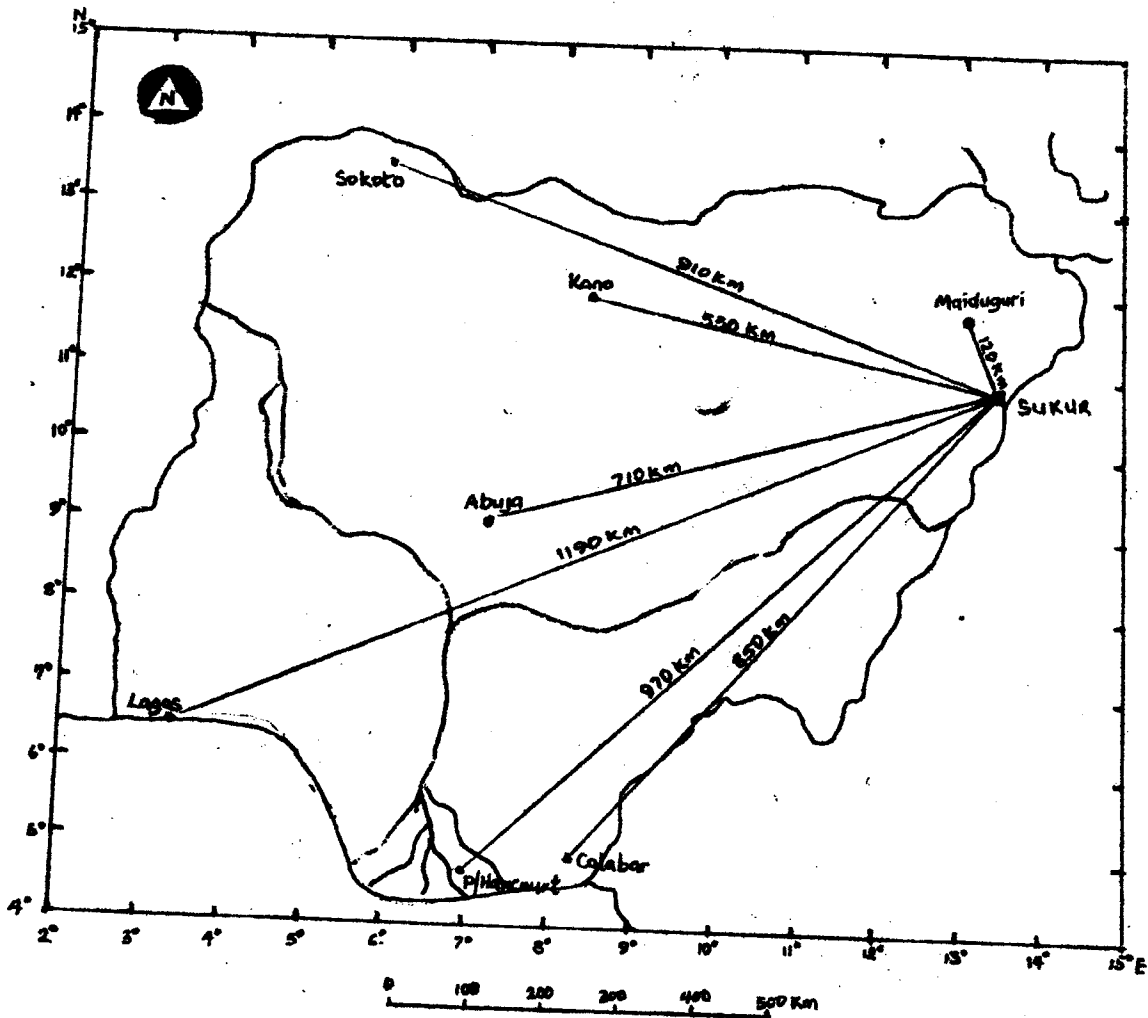 N
15°
N
14°
13°
12°
11°
10°
9°
8°
7°
6°
5°
4°
Sokoto
910 km
Kano
550 km
Maiduguri
120 km
SUKUR
710 km
Abuja
1190 km
970 km
850 km
Lagos
P/Harcourt
Calabar
2° 3° 4° 5° 6° 7° 8° 9° 10° 11° 12° 13° 14° 15° E
0 100 200 300 400 500 Km